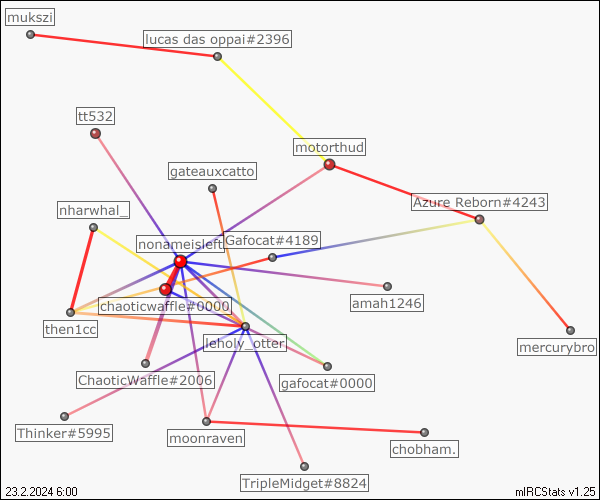 mukszi
lucas das oppai#2396
tt532
motorthud
gateauxcatto
Azure Reborn#4243
nharwhal_
nonameisleft
Gafocat#4189
chaoticwaffle#0000
amah1246
then1cc
leholy_otter
mercurybro
ChaoticWaffle#2006
gafocat#0000
Thinker#5995
moonraven
chobham.
TripleMidget#8824
23.2.2024 6:00
mIRCStats v1.25